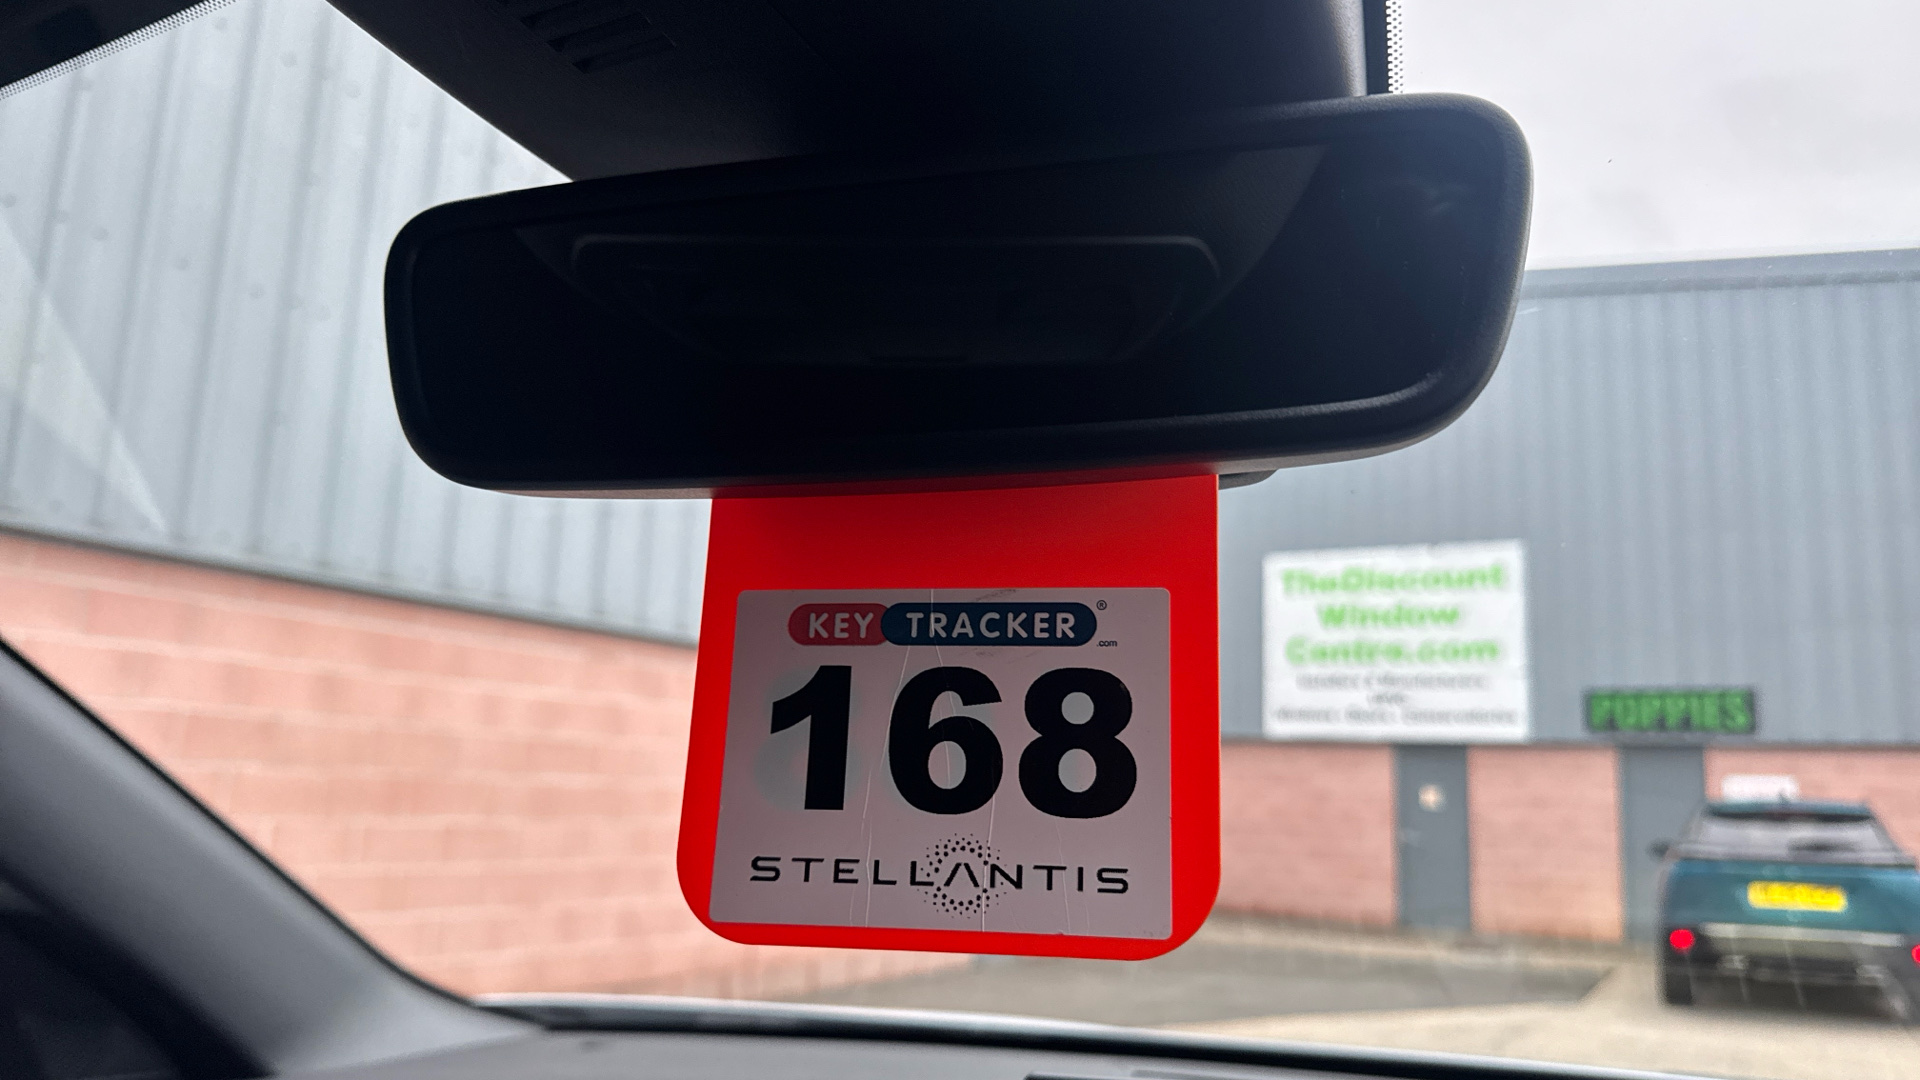 KEY TRACKER®
.com
168
STELLANTIS
TheDiscount
Window
Centre.com
POPPIES